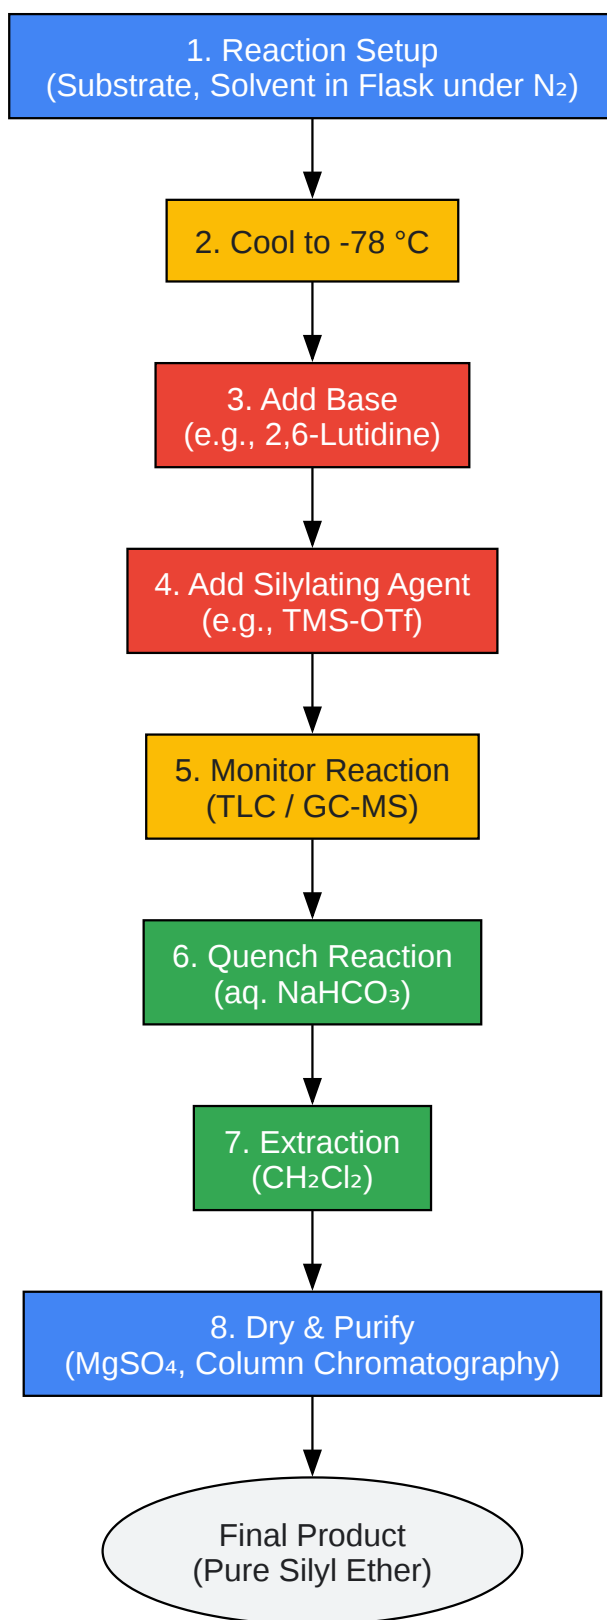 1. Reaction Setup
(Substrate, Solvent in Flask under N₂)
2. Cool to -78 °C
3. Add Base
(e.g., 2,6-Lutidine)
4. Add Silylating Agent
(e.g., TMS-OTf)
5. Monitor Reaction
(TLC / GC-MS)
6. Quench Reaction
(aq. NaHCO₃)
7. Extraction
(CH₂Cl₂)
8. Dry & Purify
(MgSO₄, Column Chromatography)
Final Product
(Pure Silyl Ether)